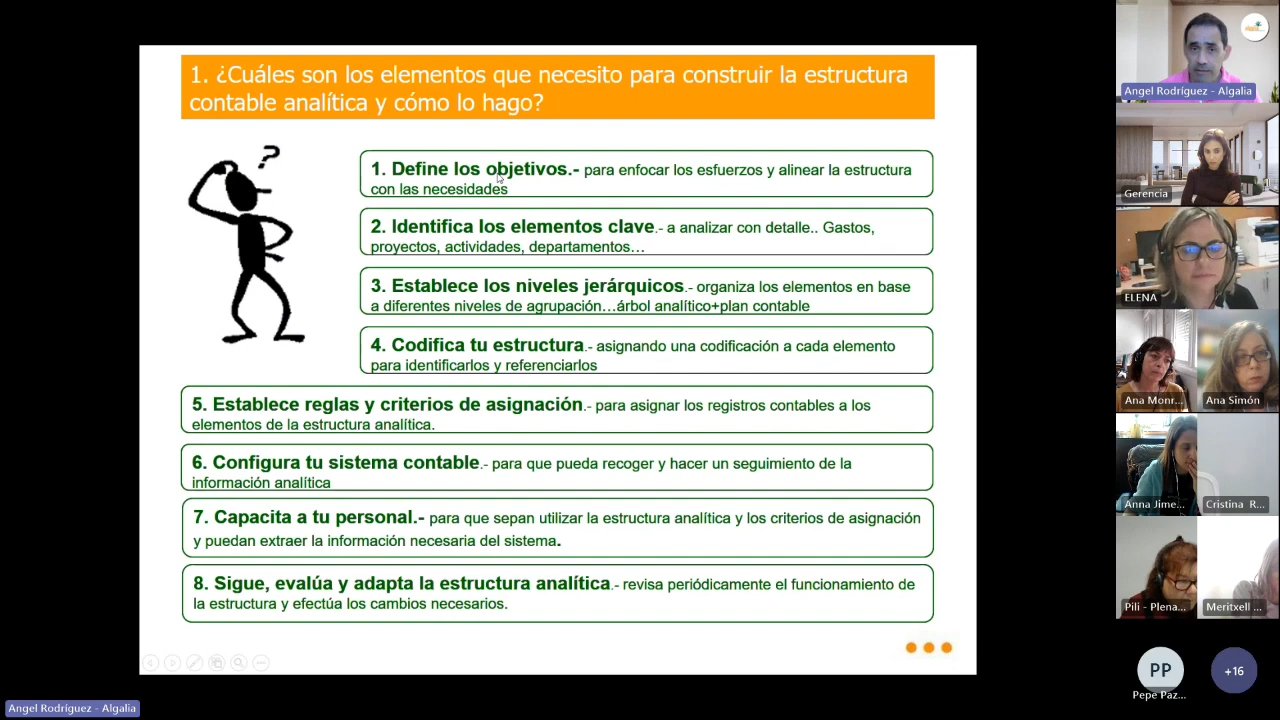 1. ¿Cuáles son los elementos que necesito para construir la estructura
contable analítica y cómo lo hago?
?
1. Define los objetivos.- para enfocar los esfuerzos y alinear la estructura
con las necesidades
2. Identifica los elementos clave.- a analizar con detalle.. Gastos,
proyectos, actividades, departamentos…
3. Establece los niveles jerárquicos.- organiza los elementos en base
a diferentes niveles de agrupación…árbol analítico+plan contable
4. Codifica tu estructura.- asignando una codificación a cada elemento
para identificarlos y referenciarlos
5. Establece reglas y criterios de asignación.- para asignar los registros contables a los
elementos de la estructura analítica.
6. Configura tu sistema contable.- para que pueda recoger y hacer un seguimiento de la
información analítica
7. Capacita a tu personal.- para que sepan utilizar la estructura analítica y los criterios de asignación
y puedan extraer la información necesaria del sistema.
8. Sigue, evalúa y adapta la estructura analítica.- revisa periódicamente el funcionamiento de
la estructura y efectúa los cambios necesarios.
Angel Rodríguez - Algalia
Gerencia
ELENA
Ana Monr...
Ana Simón
Anna Jime...
Cristina R...
Pili - Plena...
Meritxell ...
PP
Pepe Paz...
+16
Angel Rodríguez - Algalia